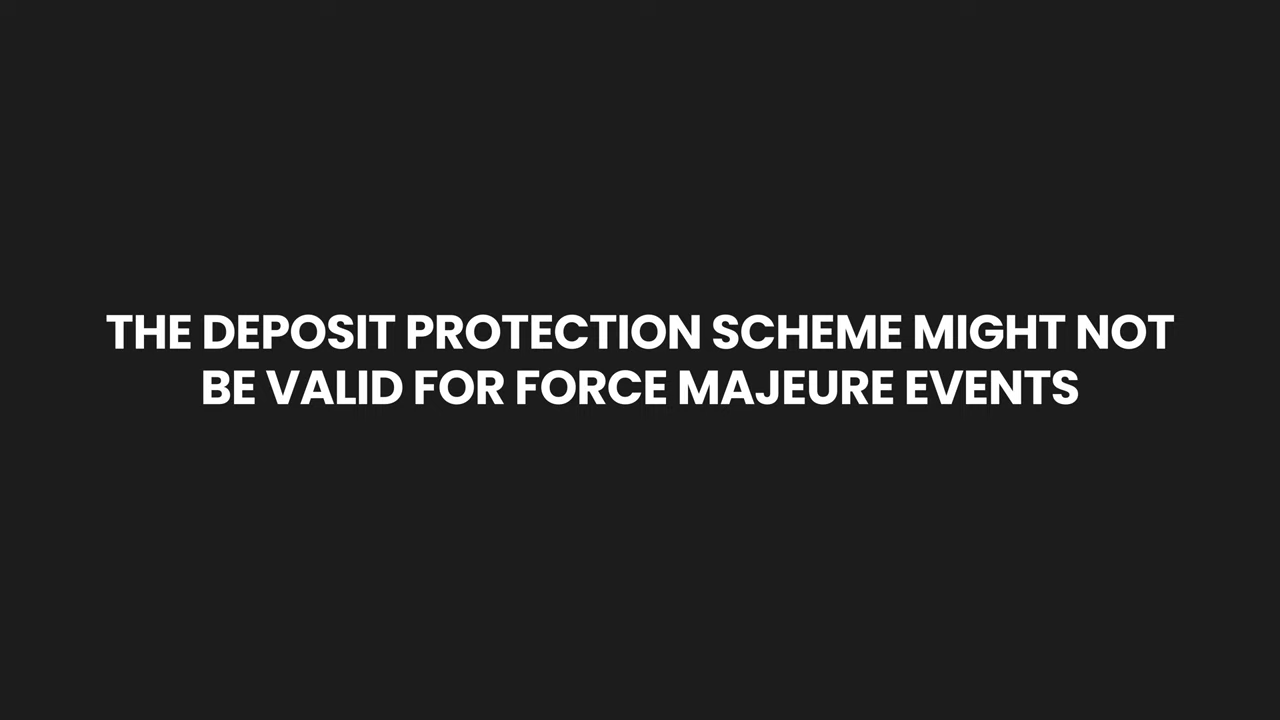 THE DEPOSIT PROTECTION SCHEME MIGHT NOT
BE VALID FOR FORCE MAJEURE EVENTS